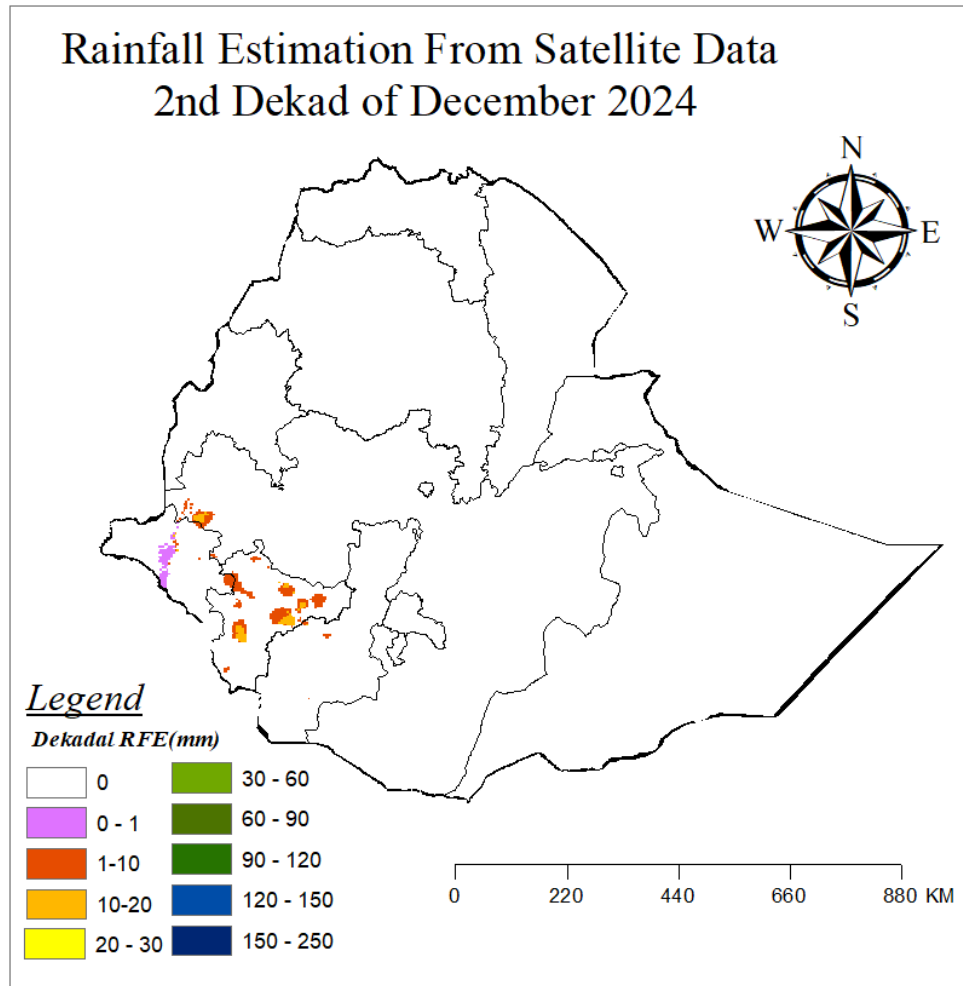 Rainfall Estimation From Satellite Data
2nd Dekad of December 2024
N
W
E
S
Legend
Dekadal RFE(mm)
0
0 - 1
1-10
10-20
20 - 30
30 - 60
60 - 90
90 - 120
120 - 150
150 - 250
0 220 440 660 880 KM